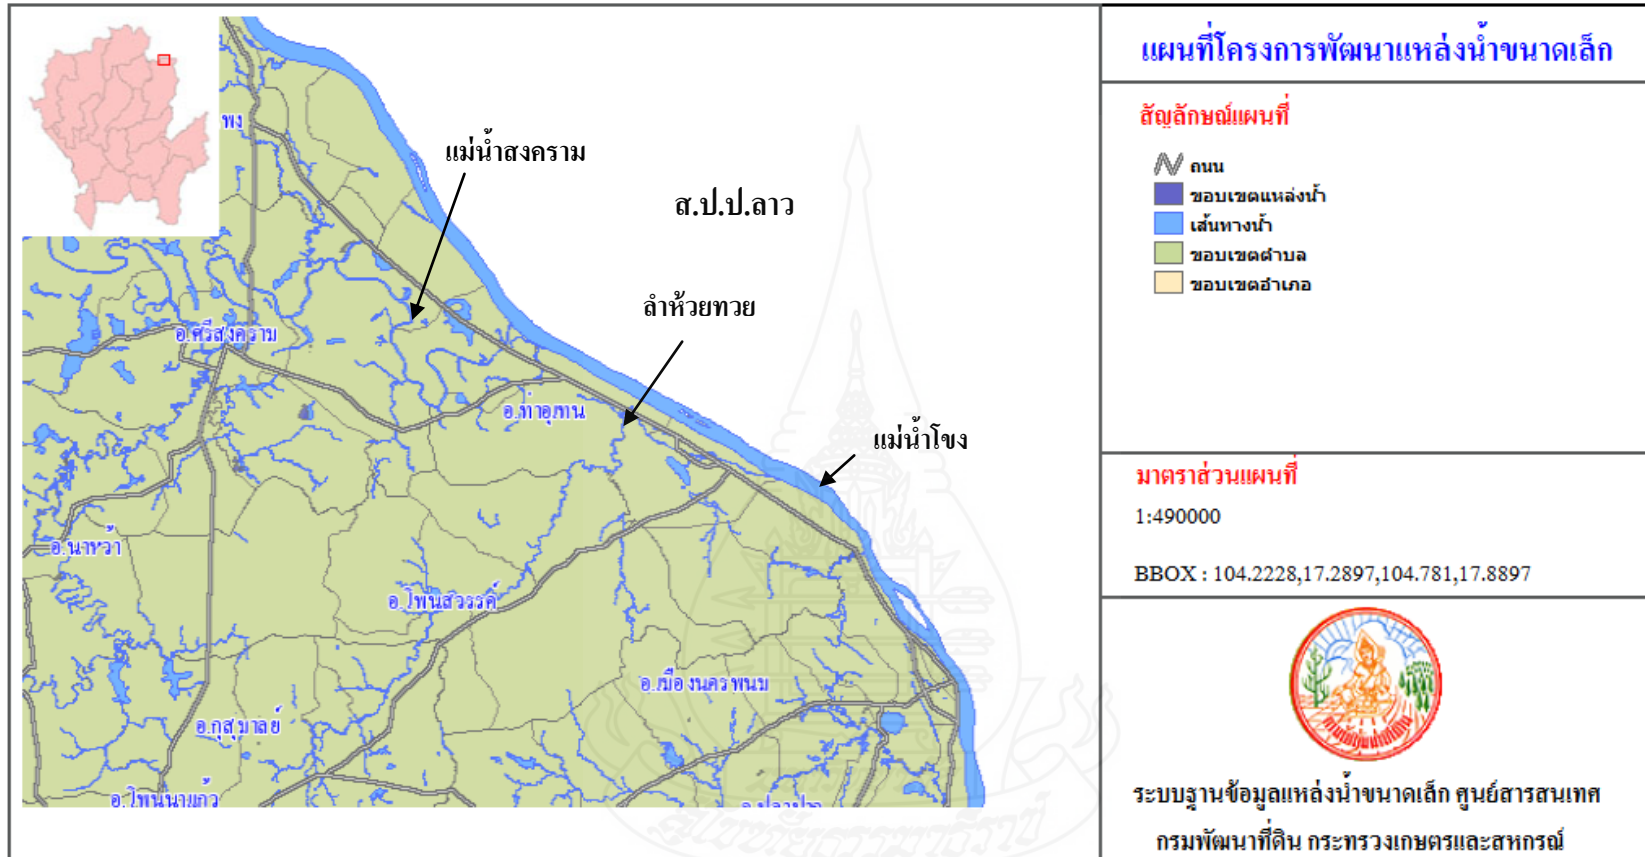 แผนที่โครงการพัฒนาแหล่งน้ำขนาดเล็ก
สัญลักษณ์แผนที่
ถนน
ขอบเขตแหล่งน้ำ
เส้นทางน้ำ
ขอบเขตตำบล
ขอบเขตอำเภอ
มาตราส่วนแผนที่
1:490000
BBOX : 104.2228,17.2897,104.781,17.8897
ระบบฐานข้อมูลแหล่งน้ำขนาดเล็ก ศูนย์สารสนเทศ
กรมพัฒนาที่ดิน กระทรวงเกษตรและสหกรณ์
พง
แม่น้ำสงคราม
ส.ป.ป.ลาว
ลำห้วยทวย
อ.ศรีสงคราม
อ.ท่าอุเทน
แม่น้ำโขง
อ.นาหว้า
อ.โพนสวรรค์
อ.เมืองนครพนม
อ.กุสุมาลย์
อ.โพนนาแก้ว